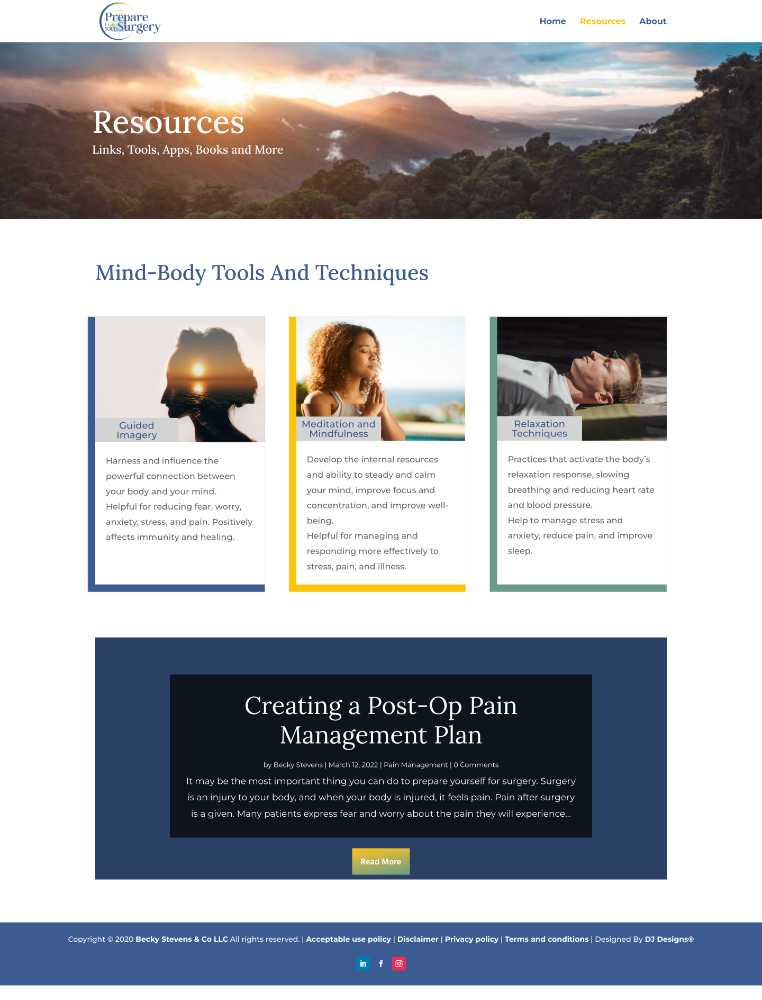 Prepare
Surgery
Home Resources About
Resources
Links, Tools, Apps, Books and More
Mind-Body Tools And Techniques
Guided
Imagery
Harness and influence the
powerful connection between
your body and your mind.
Helpful for reducing fear, worry,
anxiety, stress, and pain. Positively
affects immunity and healing.
Meditation and
Mindfulness
Develop the internal resources
and ability to steady and calm
your mind, improve focus and
concentration, and improve well-
being.
Helpful for managing and
responding more effectively to
stress, pain, and illness.
Relaxation
Techniques
Practices that activate the body's
relaxation response, slowing
breathing and reducing heart rate
and blood pressure.
Help to manage stress and
anxiety, reduce pain, and improve
sleep.
Creating a Post-Op Pain
Management Plan
by Becky Stevens | March 12, 2022 | Pain Management | 0 Comments
It may be the most important thing you can do to prepare yourself for surgery. Surgery
is an injury to your body, and when your body is injured, it feels pain. Pain after surgery
is a given. Many patients express fear and worry about the pain they will experience...
Read More
Copyright © 2020 Becky Stevens & Co LLC All rights reserved. | Acceptable use policy | Disclaimer | Privacy policy | Terms and conditions | Designed By DJ Designs®